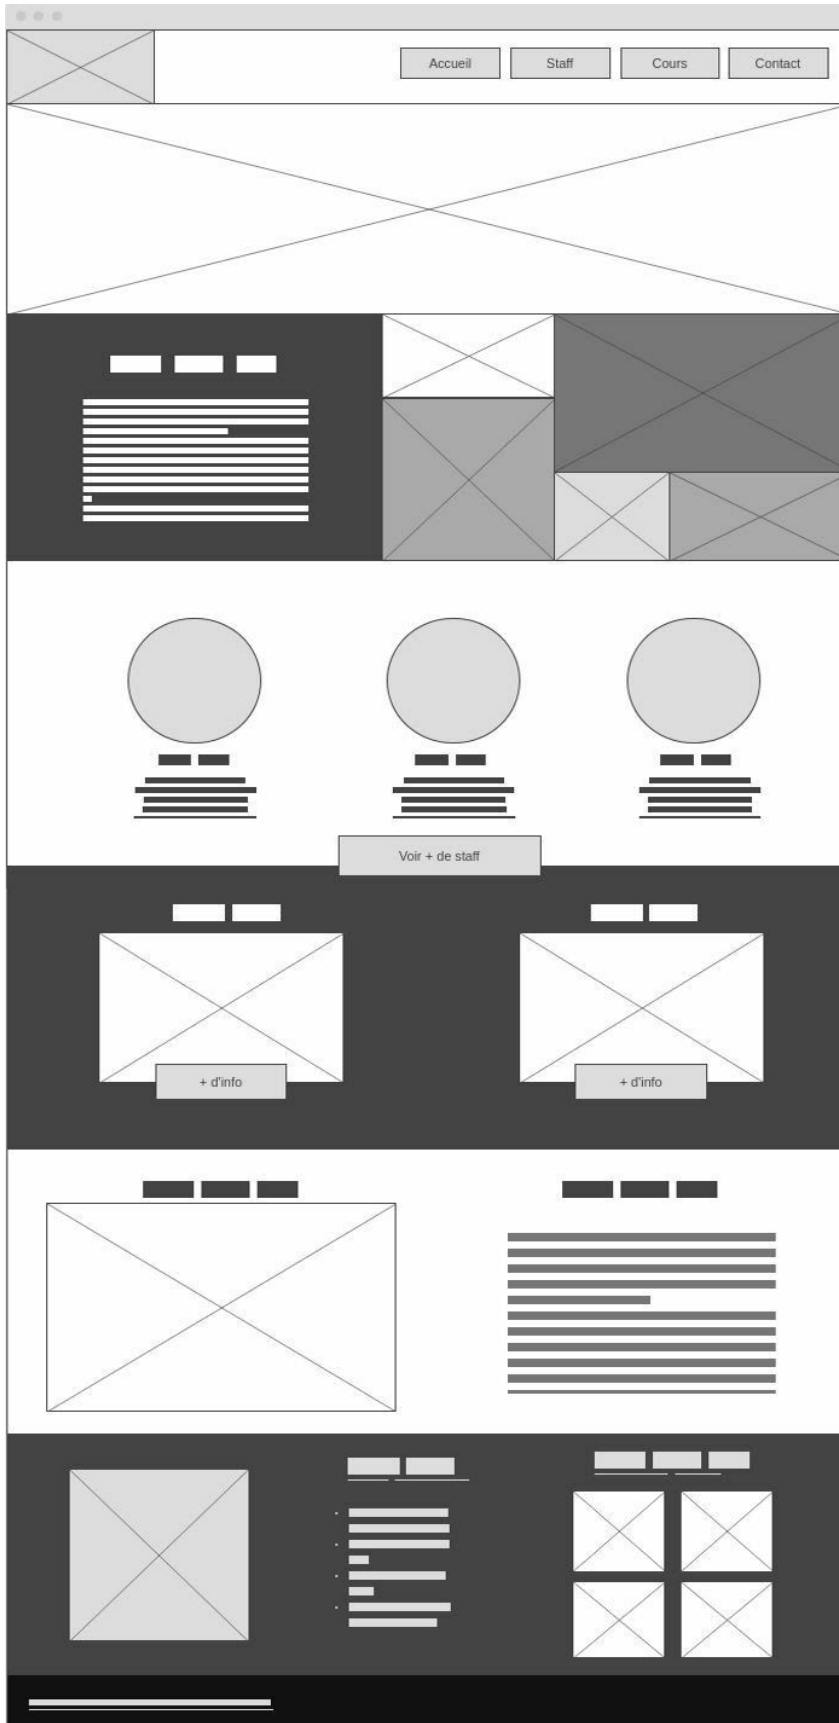 Accueil Staff Cours Contact
Voir + de staff
+ d'info + d'info